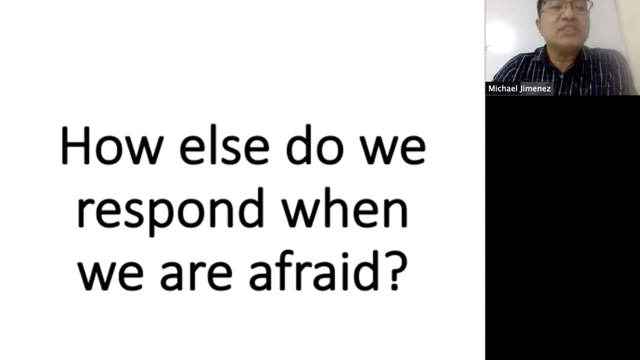 How else do we
respond when
we are afraid?
Michael Jimenez